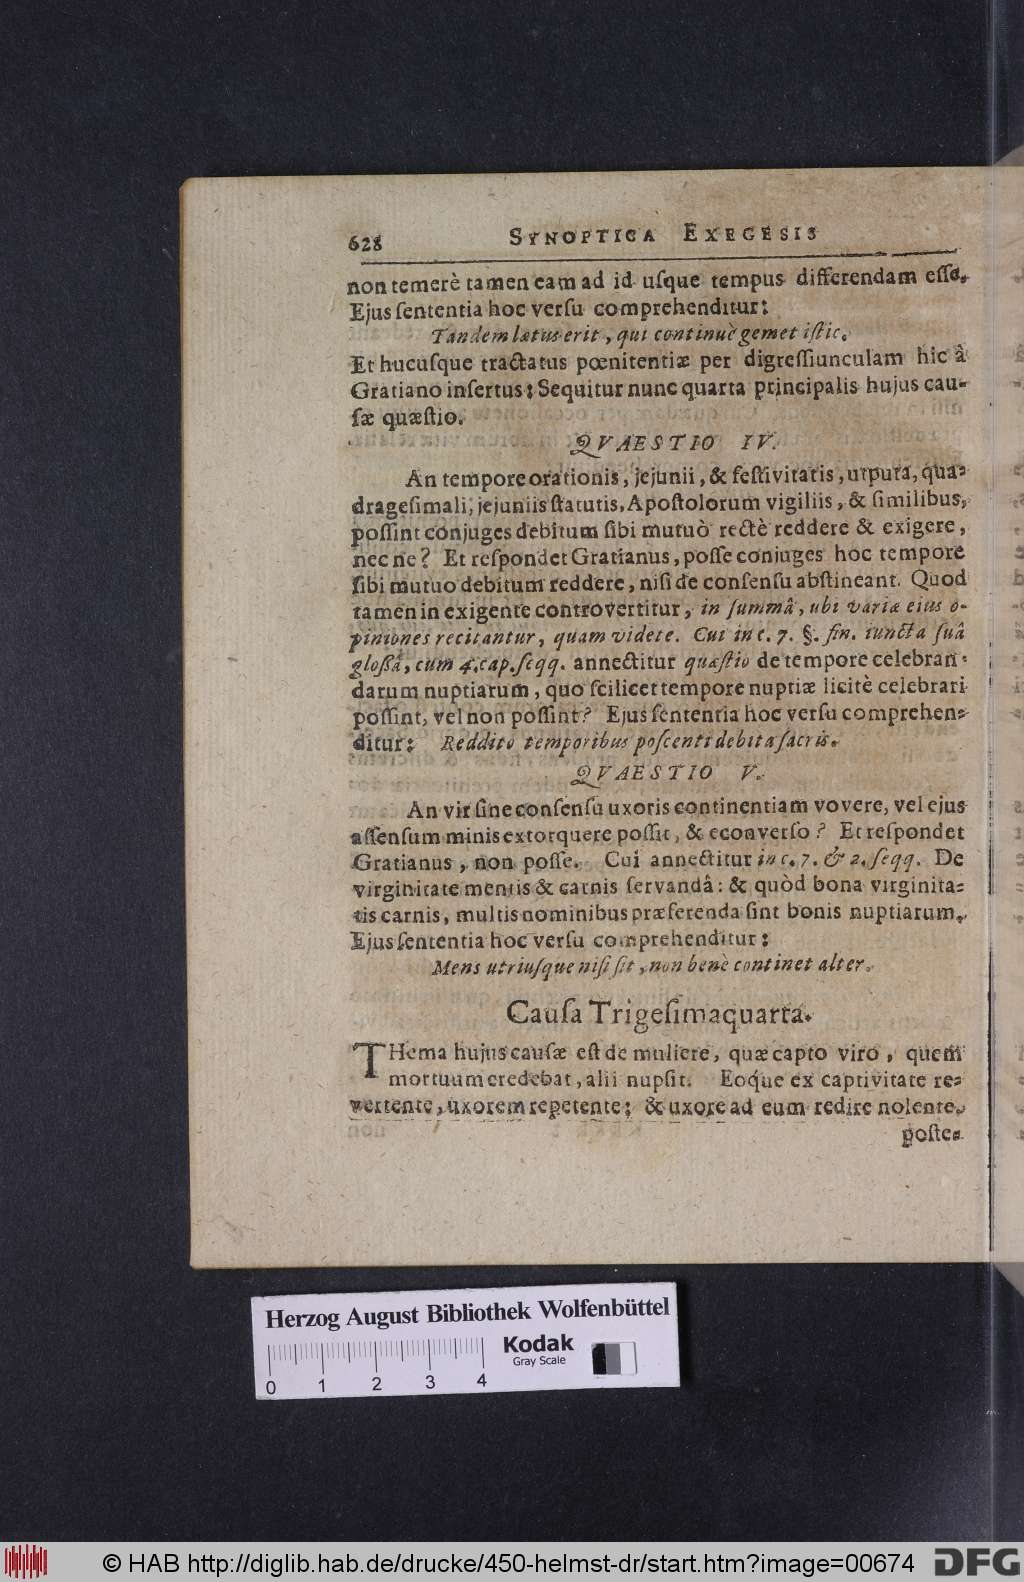 628 SYNOPTICA EXEGESIS
non temerè tamen eam ad id uſque tempus differendam eſſe.
Ejus ſententia hoc verſu comprehenditur:
Tandem lætus erit, qui continuè gemet iſtic.
Et hucuſque tractatus pœnitentiæ per digreſſiunculam hîc â
Gratiano inſertus: Sequitur nunc quarta principalis hujus cau-
ſæ quæſtio.
QVAESTIO IV.
An tempore orationis, jejunii, & feſtivitatis, utputa, qua-
drageſimali, jejuniis ſtatutis, Apoſtolorum vigiliis, & ſimilibus,
poſſint conjuges debitum ſibi mutuò rectè reddere & exigere,
nec ne? Et reſpondet Gratianus, poſſe coniuges hoc tempore
ſibi mutuo debitum reddere, niſi de conſenſu abſtineant. Quod
tamen in exigente controvertitur, in ſummâ, ubi variæ eius o-
piniones recitantur, quam videte. Cui in c. 7. §. fin. iuncta ſuâ
gloßâ, cum 4. cap. ſeqq. annectitur quæſtio de tempore celebran-
darum nuptiarum, quo ſcilicet tempore nuptiæ licitè celebrari
poſſint, vel non poſſint? Ejus ſententia hoc verſu comprehen-
ditur: Reddito temporibus poſcenti debita ſacris.
QVAESTIO V.
An vir ſine conſenſu uxoris continentiam vovere, vel ejus
aſſenſum minis extorquere poſſit, & econverſo? Et reſpondet
Gratianus, non poſſe. Cui annectitur in c. 7. & 2. ſeqq. De
virginitate mentis & carnis ſervandâ: & quòd bona virginita-
tis carnis, multis nominibus præferenda ſint bonis nuptiarum.
Ejus ſententia hoc verſu comprehenditur:
Mens utriuſque niſi ſit, non benè continet alter.
Cauſa Trigeſimaquarta.
THema hujus cauſæ eſt de muliere, quæ capto viro, quem
mortuum credebat, alii nupſit. Eoque ex captivitate re-
vertente, uxorem repetente; & uxore ad eum redire nolente,
poſte-
Herzog August Bibliothek Wolfenbüttel
Kodak
Gray Scale
0 1 2 3 4
© HAB http://diglib.hab.de/drucke/450-helmst-dr/start.htm?image=00674 DFG